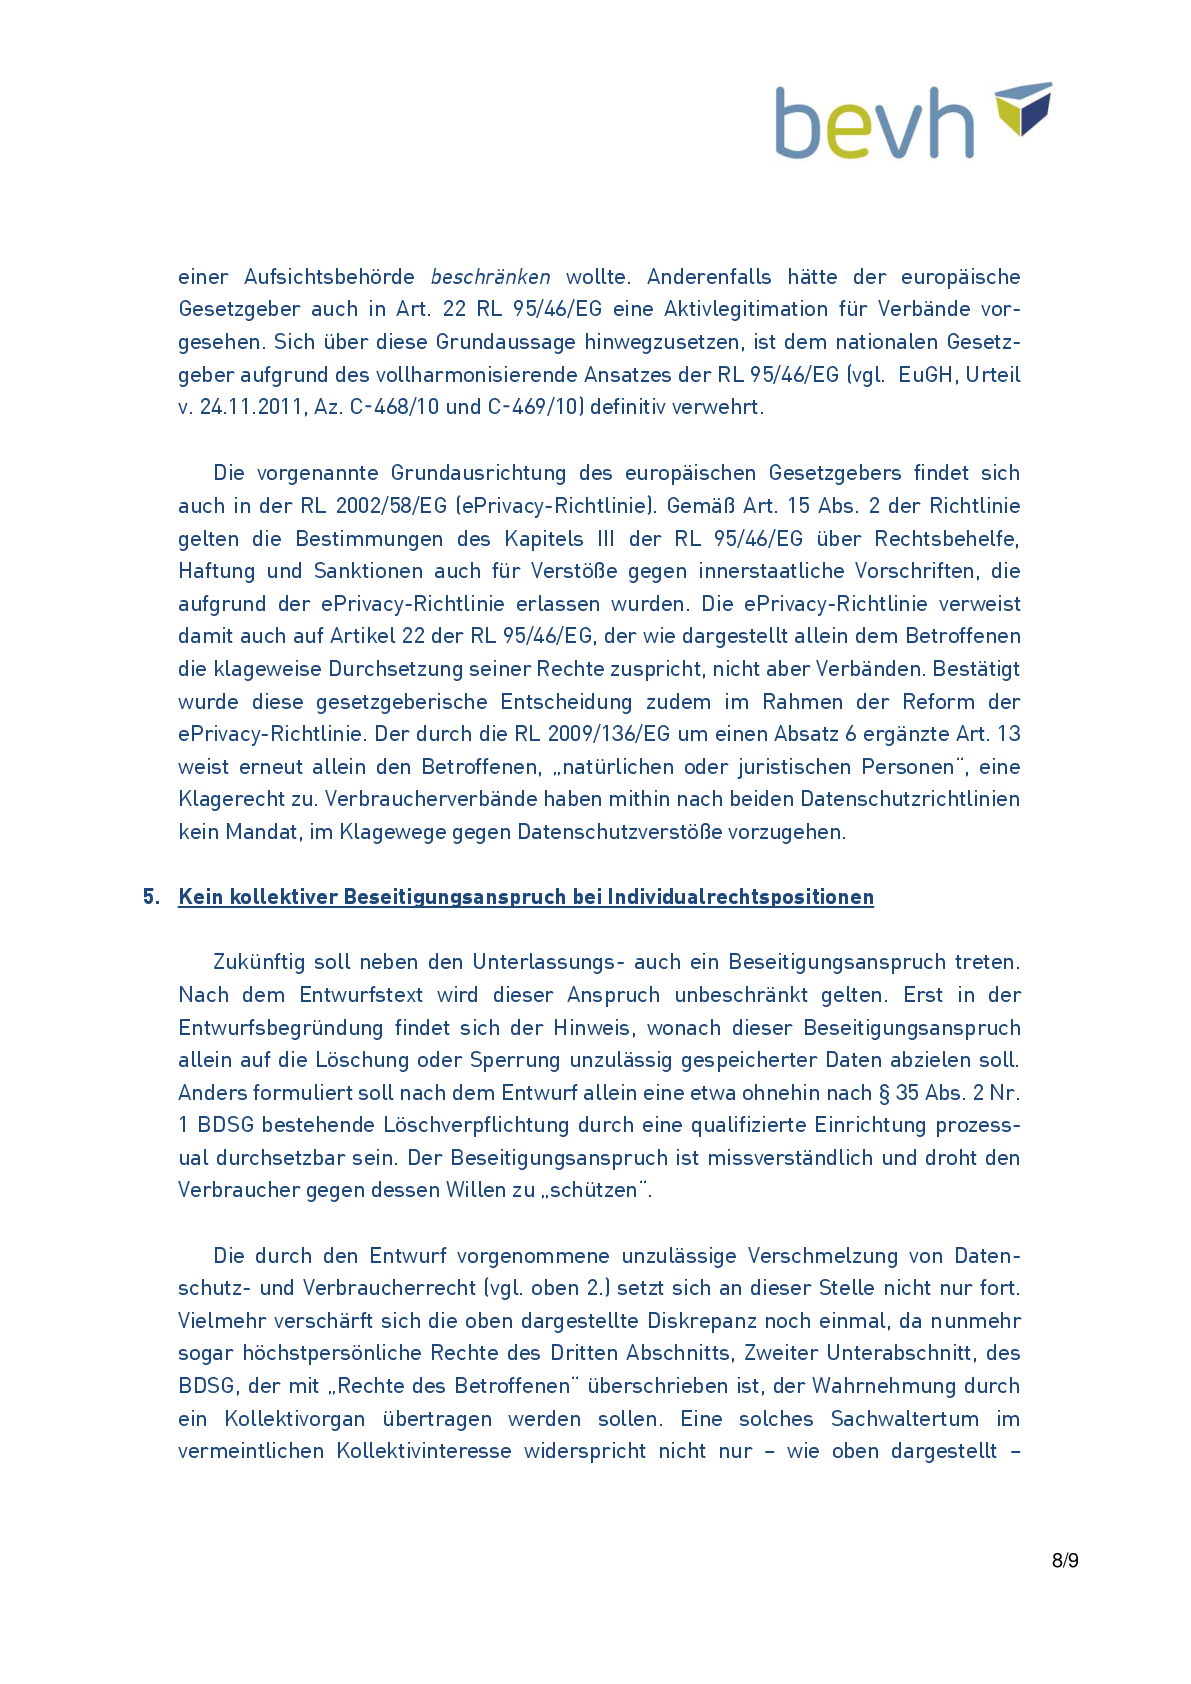 bevh
einer Aufsichtsbehörde beschränken wollte. Anderenfalls hätte der europäische
Gesetzgeber auch in Art. 22 RL 95/46/EG eine Aktivlegitimation für Verbände vor-
gesehen. Sich über diese Grundaussage hinwegzusetzen, ist dem nationalen Gesetz-
geber aufgrund des vollharmonisierende Ansatzes der RL 95/46/EG (vgl. EuGH, Urteil
v. 24.11.2011, Az. C-468/10 und C-469/10) definitiv verwehrt.
Die vorgenannte Grundausrichtung des europäischen Gesetzgebers findet sich
auch in der RL 2002/58/EG (ePrivacy-Richtlinie). Gemäß Art. 15 Abs. 2 der Richtlinie
gelten die Bestimmungen des Kapitels III der RL 95/46/EG über Rechtsbehelfe,
Haftung und Sanktionen auch für Verstöße gegen innerstaatliche Vorschriften, die
aufgrund der ePrivacy-Richtlinie erlassen wurden. Die ePrivacy-Richtlinie verweist
damit auch auf Artikel 22 der RL 95/46/EG, der wie dargestellt allein dem Betroffenen
die klageweise Durchsetzung seiner Rechte zuspricht, nicht aber Verbänden. Bestätigt
wurde diese gesetzgeberische Entscheidung zudem im Rahmen der Reform der
ePrivacy-Richtlinie. Der durch die RL 2009/136/EG um einen Absatz 6 ergänzte Art. 13
weist erneut allein den Betroffenen, „natürlichen oder juristischen Personen“, eine
Klagerecht zu. Verbraucherverbände haben mithin nach beiden Datenschutzrichtlinien
kein Mandat, im Klagewege gegen Datenschutzverstöße vorzugehen.
5. Kein kollektiver Beseitigungsanspruch bei Individualrechtspositionen
Zukünftig soll neben den Unterlassungs- auch ein Beseitigungsanspruch treten.
Nach dem Entwurfstext wird dieser Anspruch unbeschränkt gelten. Erst in der
Entwurfsbegründung findet sich der Hinweis, wonach dieser Beseitigungsanspruch
allein auf die Löschung oder Sperrung unzulässig gespeicherter Daten abzielen soll.
Anders formuliert soll nach dem Entwurf allein eine etwa ohnehin nach § 35 Abs. 2 Nr.
1 BDSG bestehende Löschverpflichtung durch eine qualifizierte Einrichtung prozess-
ual durchsetzbar sein. Der Beseitigungsanspruch ist missverständlich und droht den
Verbraucher gegen dessen Willen zu „schützen“.
Die durch den Entwurf vorgenommene unzulässige Verschmelzung von Daten-
schutz- und Verbraucherrecht (vgl. oben 2.) setzt sich an dieser Stelle nicht nur fort.
Vielmehr verschärft sich die oben dargestellte Diskrepanz noch einmal, da nunmehr
sogar höchstpersönliche Rechte des Dritten Abschnitts, Zweiter Unterabschnitt, des
BDSG, der mit „Rechte des Betroffenen“ überschrieben ist, der Wahrnehmung durch
ein Kollektivorgan übertragen werden sollen. Eine solches Sachwaltertum im
vermeintlichen Kollektivinteresse widerspricht nicht nur – wie oben dargestellt –
8/9